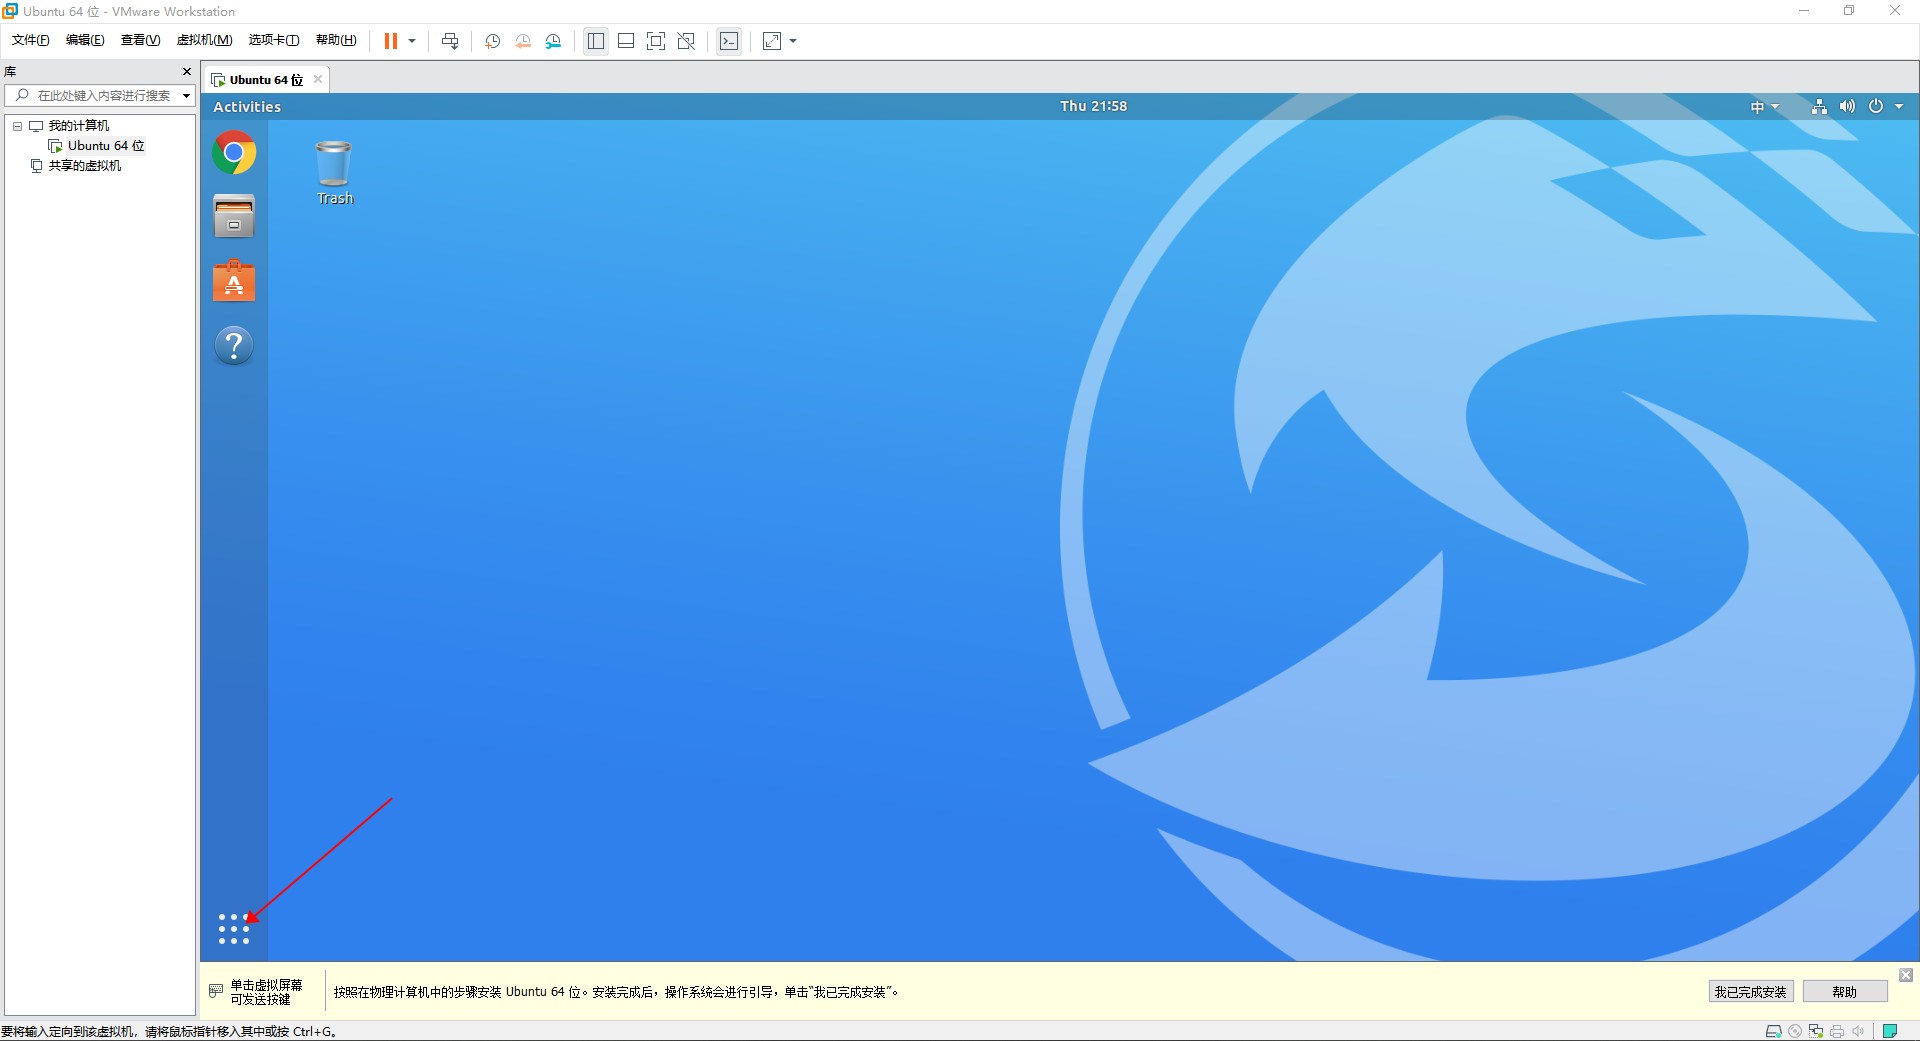 Ubuntu 64 位 - VMware Workstation
文件(F) 编辑(E) 查看(V) 虚拟机(M) 选项卡(T) 帮助(H)
库
在此处键入内容进行搜索
我的计算机
Ubuntu 64 位
共享的虚拟机
Ubuntu 64 位
Activities
Thu 21:58
中
Trash
单击虚拟屏幕
可发送按键
按照在物理计算机中的步骤安装 Ubuntu 64 位。安装完成后，操作系统会进行引导，单击“我已完成安装”。
我已完成安装
帮助
要将输入定向到该虚拟机，请将鼠标指针移入其中或按 Ctrl+G。